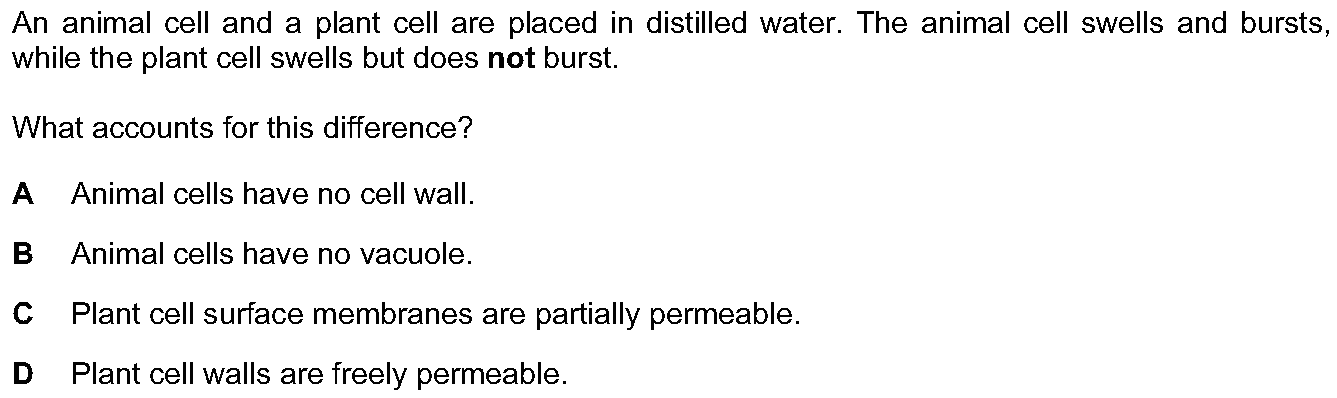 An animal cell and a plant cell are placed in distilled water. The animal cell swells and bursts,
while the plant cell swells but does not burst.
What accounts for this difference?
A Animal cells have no cell wall.
B Animal cells have no vacuole.
C Plant cell surface membranes are partially permeable.
D Plant cell walls are freely permeable.